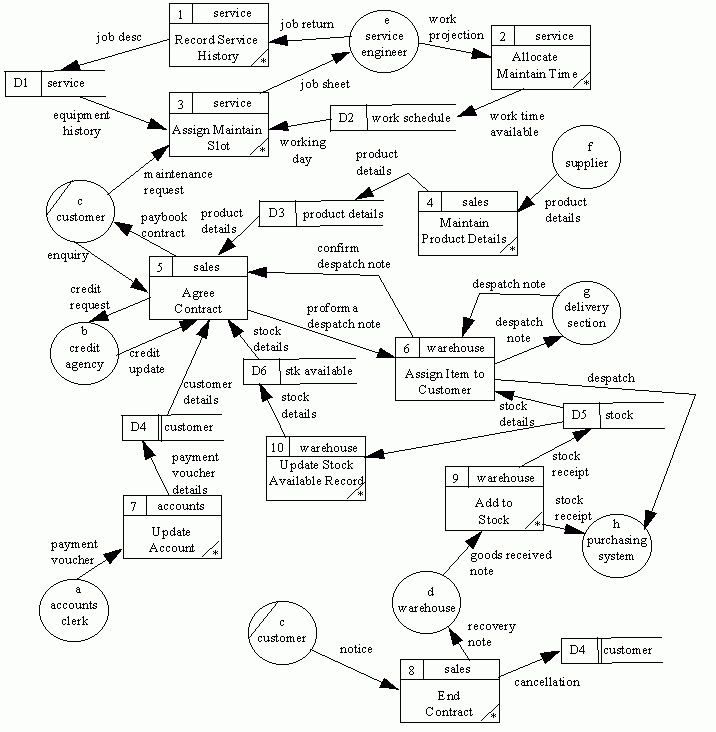 1 service
Record Service
History
*
job return
e
service
engineer
work
projection
2 service
Allocate
Maintain Time
*
job desc
D1 service
job sheet
3 service
Assign Maintain
Slot
*
equipment
history
D2 work schedule
working
day
work time
available
maintenance
request
c
customer
product
details
f
supplier
4 sales
Maintain
Product Details
*
product
details
D3 product details
product
details
paybook
contract
enquiry
5 sales
Agree
Contract
confirm
despatch note
credit
request
b
credit
agency
credit
update
proforma
despatch note
despatch note
g
delivery
section
despatch
note
6 warehouse
Assign Item to
Customer
stock
details
D6 stk available
customer
details
despatch
stock
details
D5 stock
D4 customer
stock
details
10 warehouse
Update Stock
Available Record
*
payment
voucher
details
stock
receipt
9 warehouse
Add to
Stock
*
stock
receipt
7 accounts
Update
Account
*
h
purchasing
system
payment
voucher
a
accounts
clerk
goods received
note
d
warehouse
c
customer
recovery
note
notice
D4 customer
8 sales
End
Contract
*
cancellation